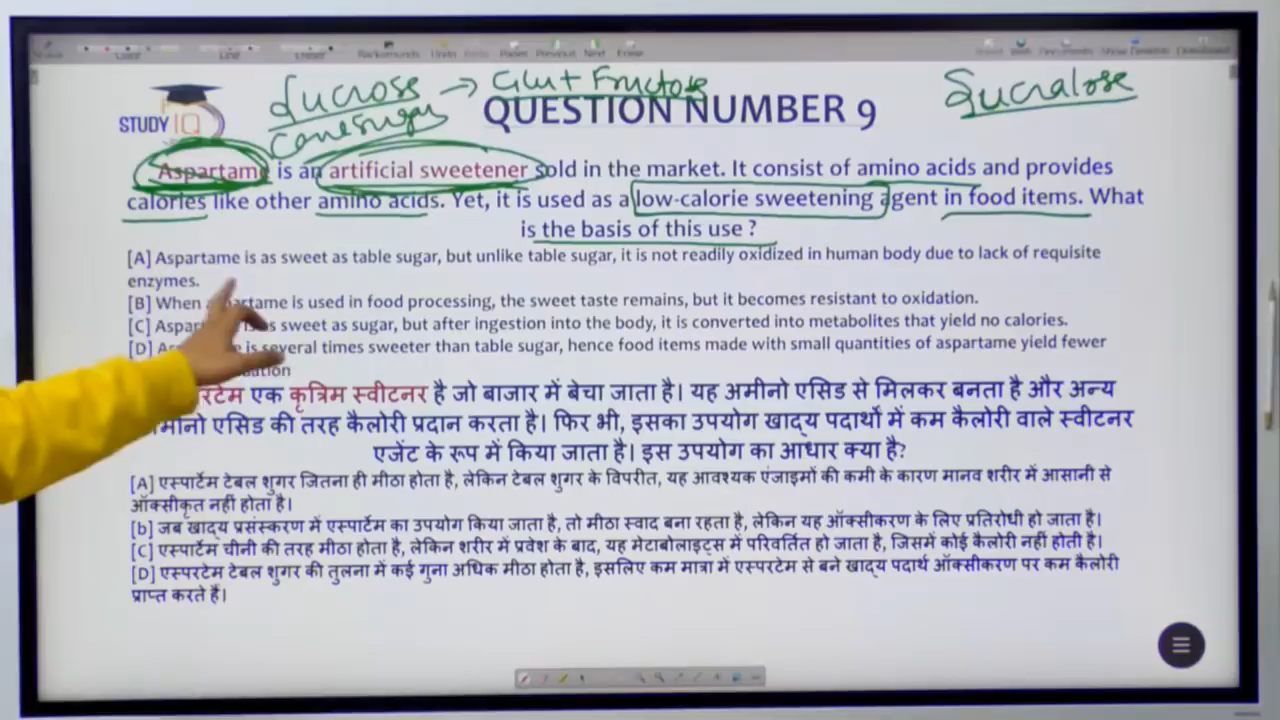 Sucross → Glu + Fructose
Canesugar
Sucralose
STUDY IQ
QUESTION NUMBER 9
Aspartame is an artificial sweetener sold in the market. It consist of amino acids and provides
calories like other amino acids. Yet, it is used as a low-calorie sweetening agent in food items. What
is the basis of this use ?
[A] Aspartame is as sweet as table sugar, but unlike table sugar, it is not readily oxidized in human body due to lack of requisite
enzymes.
[B] When aspartame is used in food processing, the sweet taste remains, but it becomes resistant to oxidation.
[C] Aspar as sweet as sugar, but after ingestion into the body, it is converted into metabolites that yield no calories.
[D] is several times sweeter than table sugar, hence food items made with small quantities of aspartame yield fewer
एक कृत्रिम स्वीटनर है जो बाजार में बेचा जाता है। यह अमीनो एसिड से मिलकर बनता है और अन्य
एसिड की तरह कैलोरी प्रदान करता है। फिर भी, इसका उपयोग खाद्य पदार्थों में कम कैलोरी वाले स्वीटनर
एजेंट के रूप में किया जाता है। इस उपयोग का आधार क्या है?
[A] एस्पार्टेम टेबल शुगर जितना ही मीठा होता है, लेकिन टेबल शुगर के विपरीत, यह आवश्यक एंजाइमों की कमी के कारण मानव शरीर में आसानी से
ऑक्सीकृत नहीं होता है।
[b] जब खाद्य प्रसंस्करण में एस्पार्टेम का उपयोग किया जाता है, तो मीठा स्वाद बना रहता है, लेकिन यह ऑक्सीकरण के लिए प्रतिरोधी हो जाता है।
[C] एस्पार्टेम चीनी की तरह मीठा होता है, लेकिन शरीर में प्रवेश के बाद, यह मेटाबोलाइट्स में परिवर्तित हो जाता है, जिसमें कोई कैलोरी नहीं होती है।
[D] एस्परटेम टेबल शुगर की तुलना में कई गुना अधिक मीठा होता है, इसलिए कम मात्रा में एस्परटेम से बने खाद्य पदार्थ ऑक्सीकरण पर कम कैलोरी
प्राप्त करते हैं।